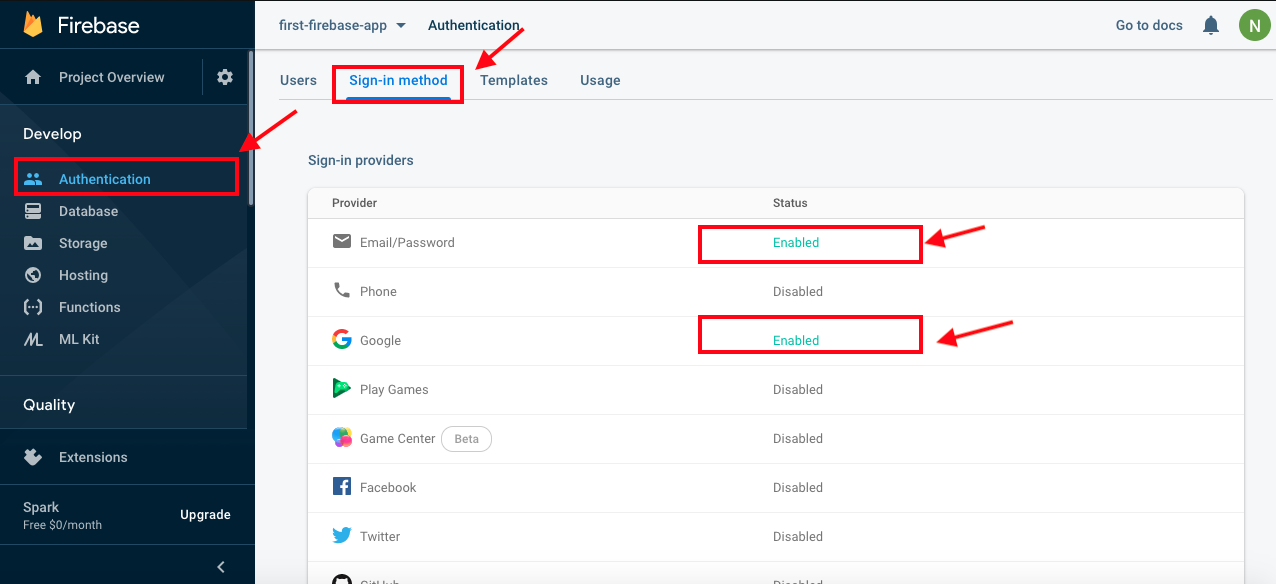 Firebase
Project Overview
Develop
Authentication
Database
Storage
Hosting
Functions
ML Kit
Quality
Extensions
Spark
Free $0/month
Upgrade
first-firebase-app
Authentication
Go to docs
N
Users
Sign-in method
Templates
Usage
Sign-in providers
Provider Status
Email/Password Enabled
Phone Disabled
Google Enabled
Play Games Disabled
Game Center Beta Disabled
Facebook Disabled
Twitter Disabled
GitHub Disabled